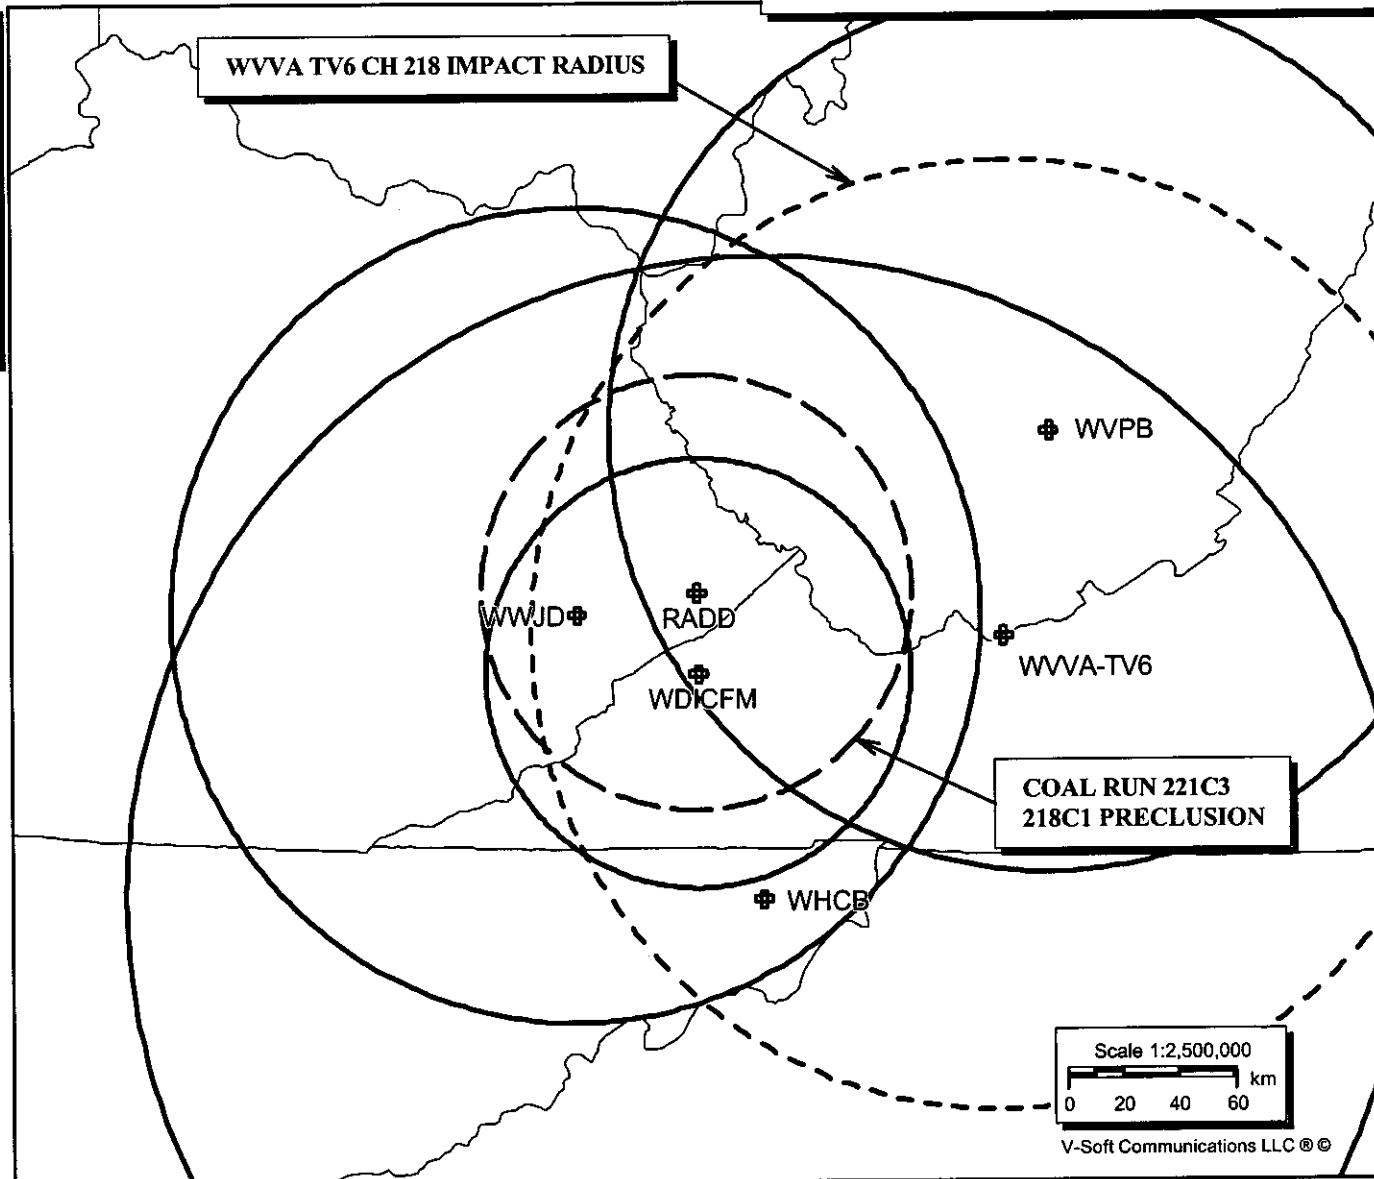 WVVA TV6 CH 218 IMPACT RADIUS
WVPB
WWJD
RADD
WVVA-TV6
WDICFM
COAL RUN 221C3
218C1 PRECLUSION
WHCB
Scale 1:2,500,000
km
0 20 40 60
V-Soft Communications LLC ® ©